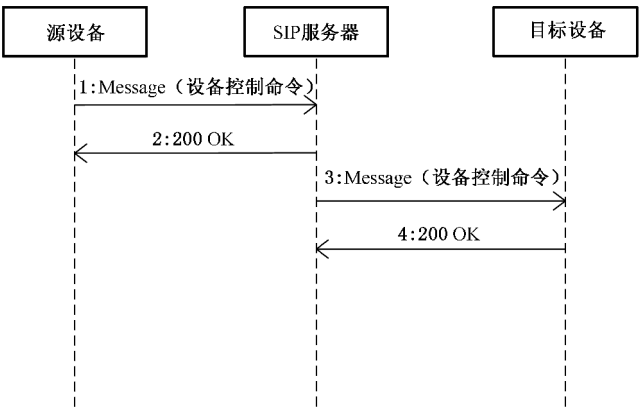 源设备
SIP服务器
目标设备
1:Message（设备控制命令）
2:200 OK
3:Message（设备控制命令）
4:200 OK